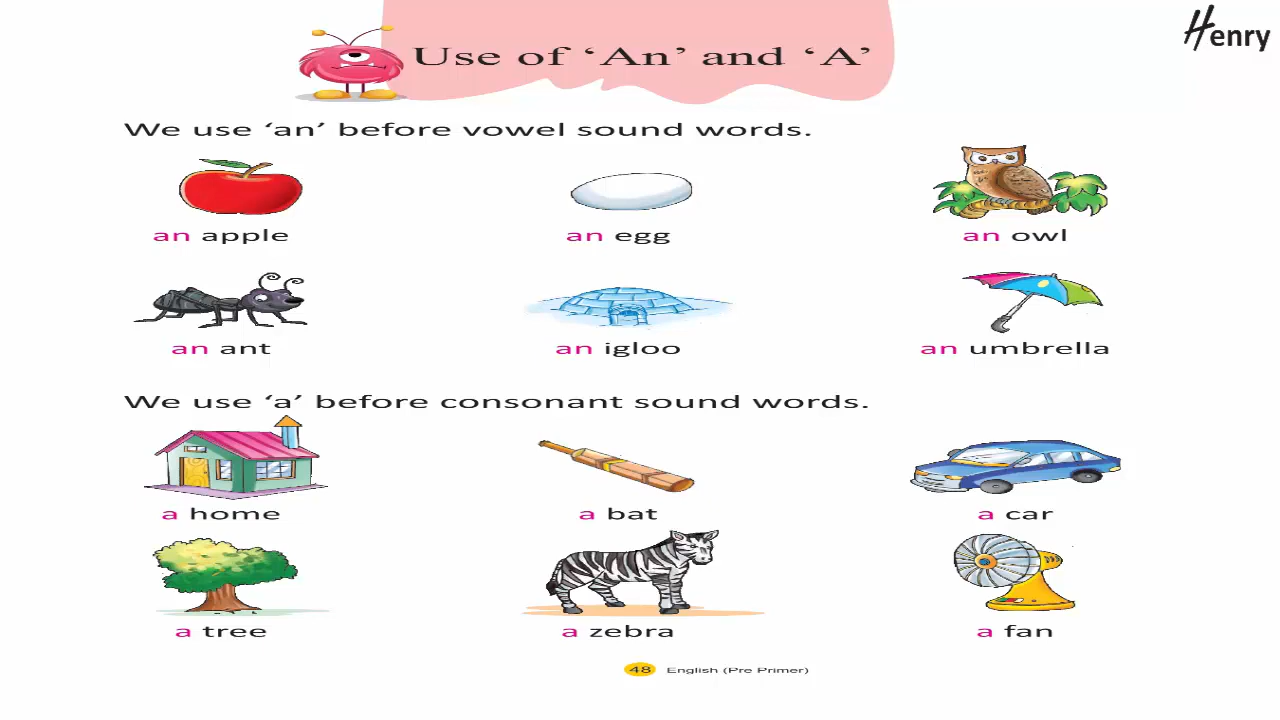 Henry
Use of ‘An’ and ‘A’
We use ‘an’ before vowel sound words.
an apple an egg an owl
an ant an igloo an umbrella
We use ‘a’ before consonant sound words.
a home a bat a car
a tree a zebra a fan
48 English (Pre Primer)